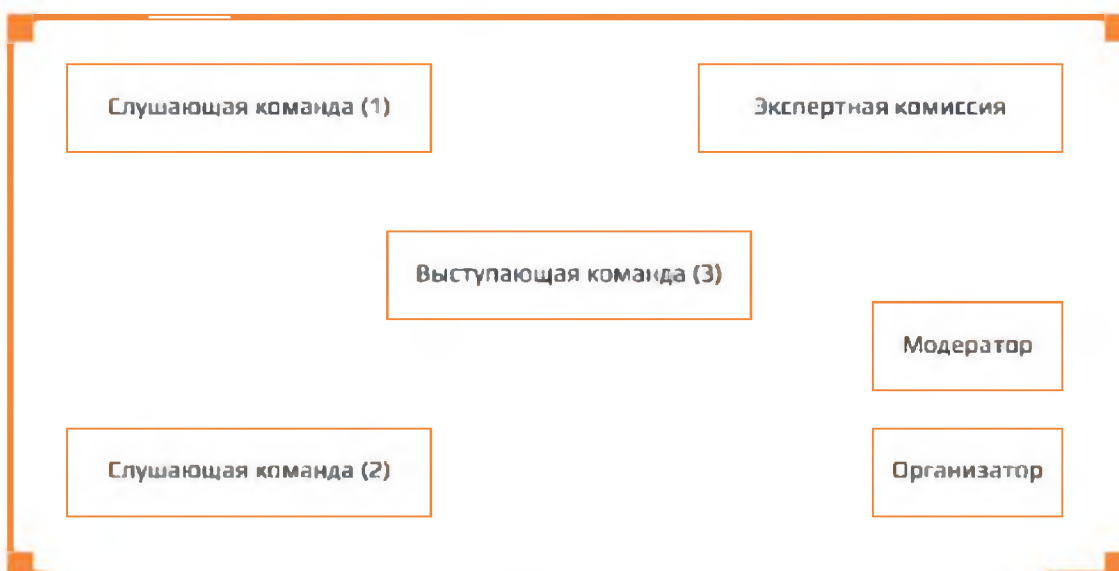 Слушающая команда (1)
Экспертная комиссия
Выступающая команда (3)
Модератор
Слушающая команда (2)
Организатор